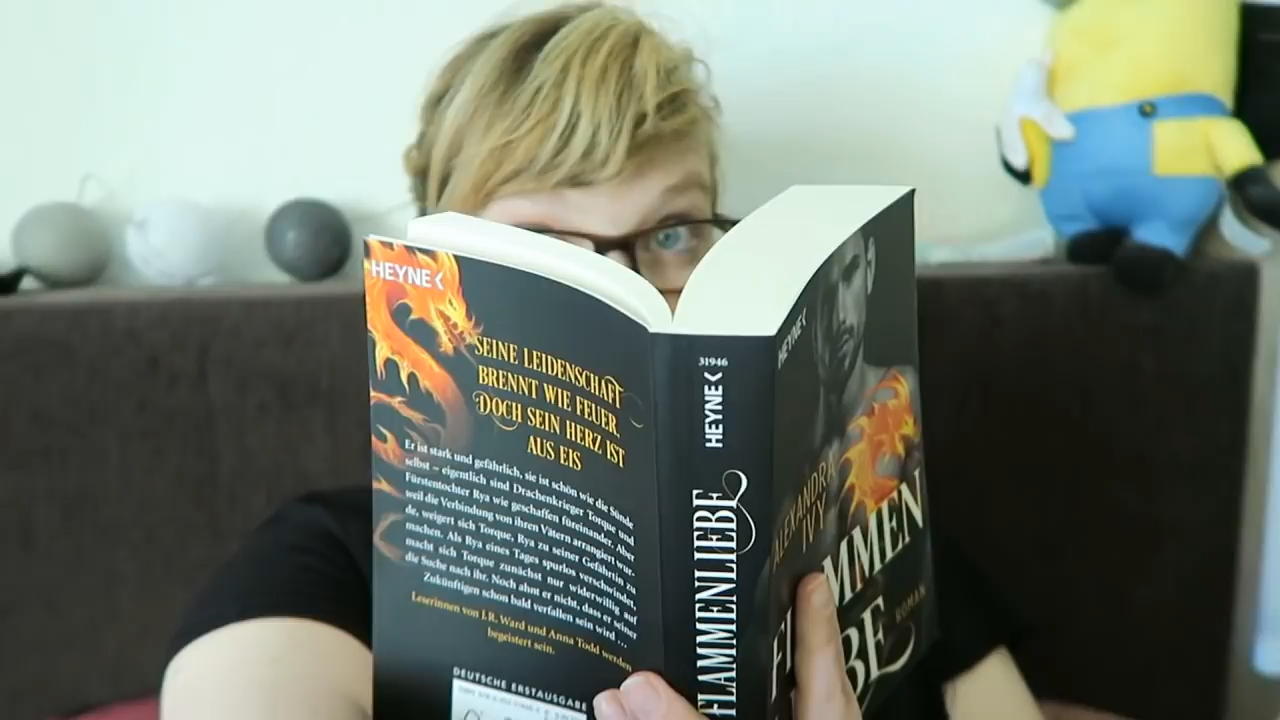 HEYNE
SEINE LEIDENSCHAFT
BRENNT WIE FEUER,
DOCH SEIN HERZ IST
AUS EIS
Er ist stark und gefährlich, sie ist schön wie die Sünde
selbst – eigentlich sind Drachenkrieger Torque und
Fürstentochter Rya wie geschaffen füreinander. Aber
weil die Verbindung von ihren Vätern arrangiert wur-
de, weigert sich Torque, Rya zu seiner Gefährtin zu
machen. Als Rya eines Tages spurlos verschwindet,
macht sich Torque zunächst nur widerwillig auf
die Suche nach ihr. Noch ahnt er nicht, dass er seiner
Zukünftigen schon bald verfallen sein wird ...
Leserinnen von J.R. Ward und Anna Todd werden
begeistert sein.
DEUTSCHE ERSTAUSGABE
31946
HEYNE
FLAMMENLIEBE
HEYNE
ALEXANDRA
IVY
MMEN
BE
ROMAN